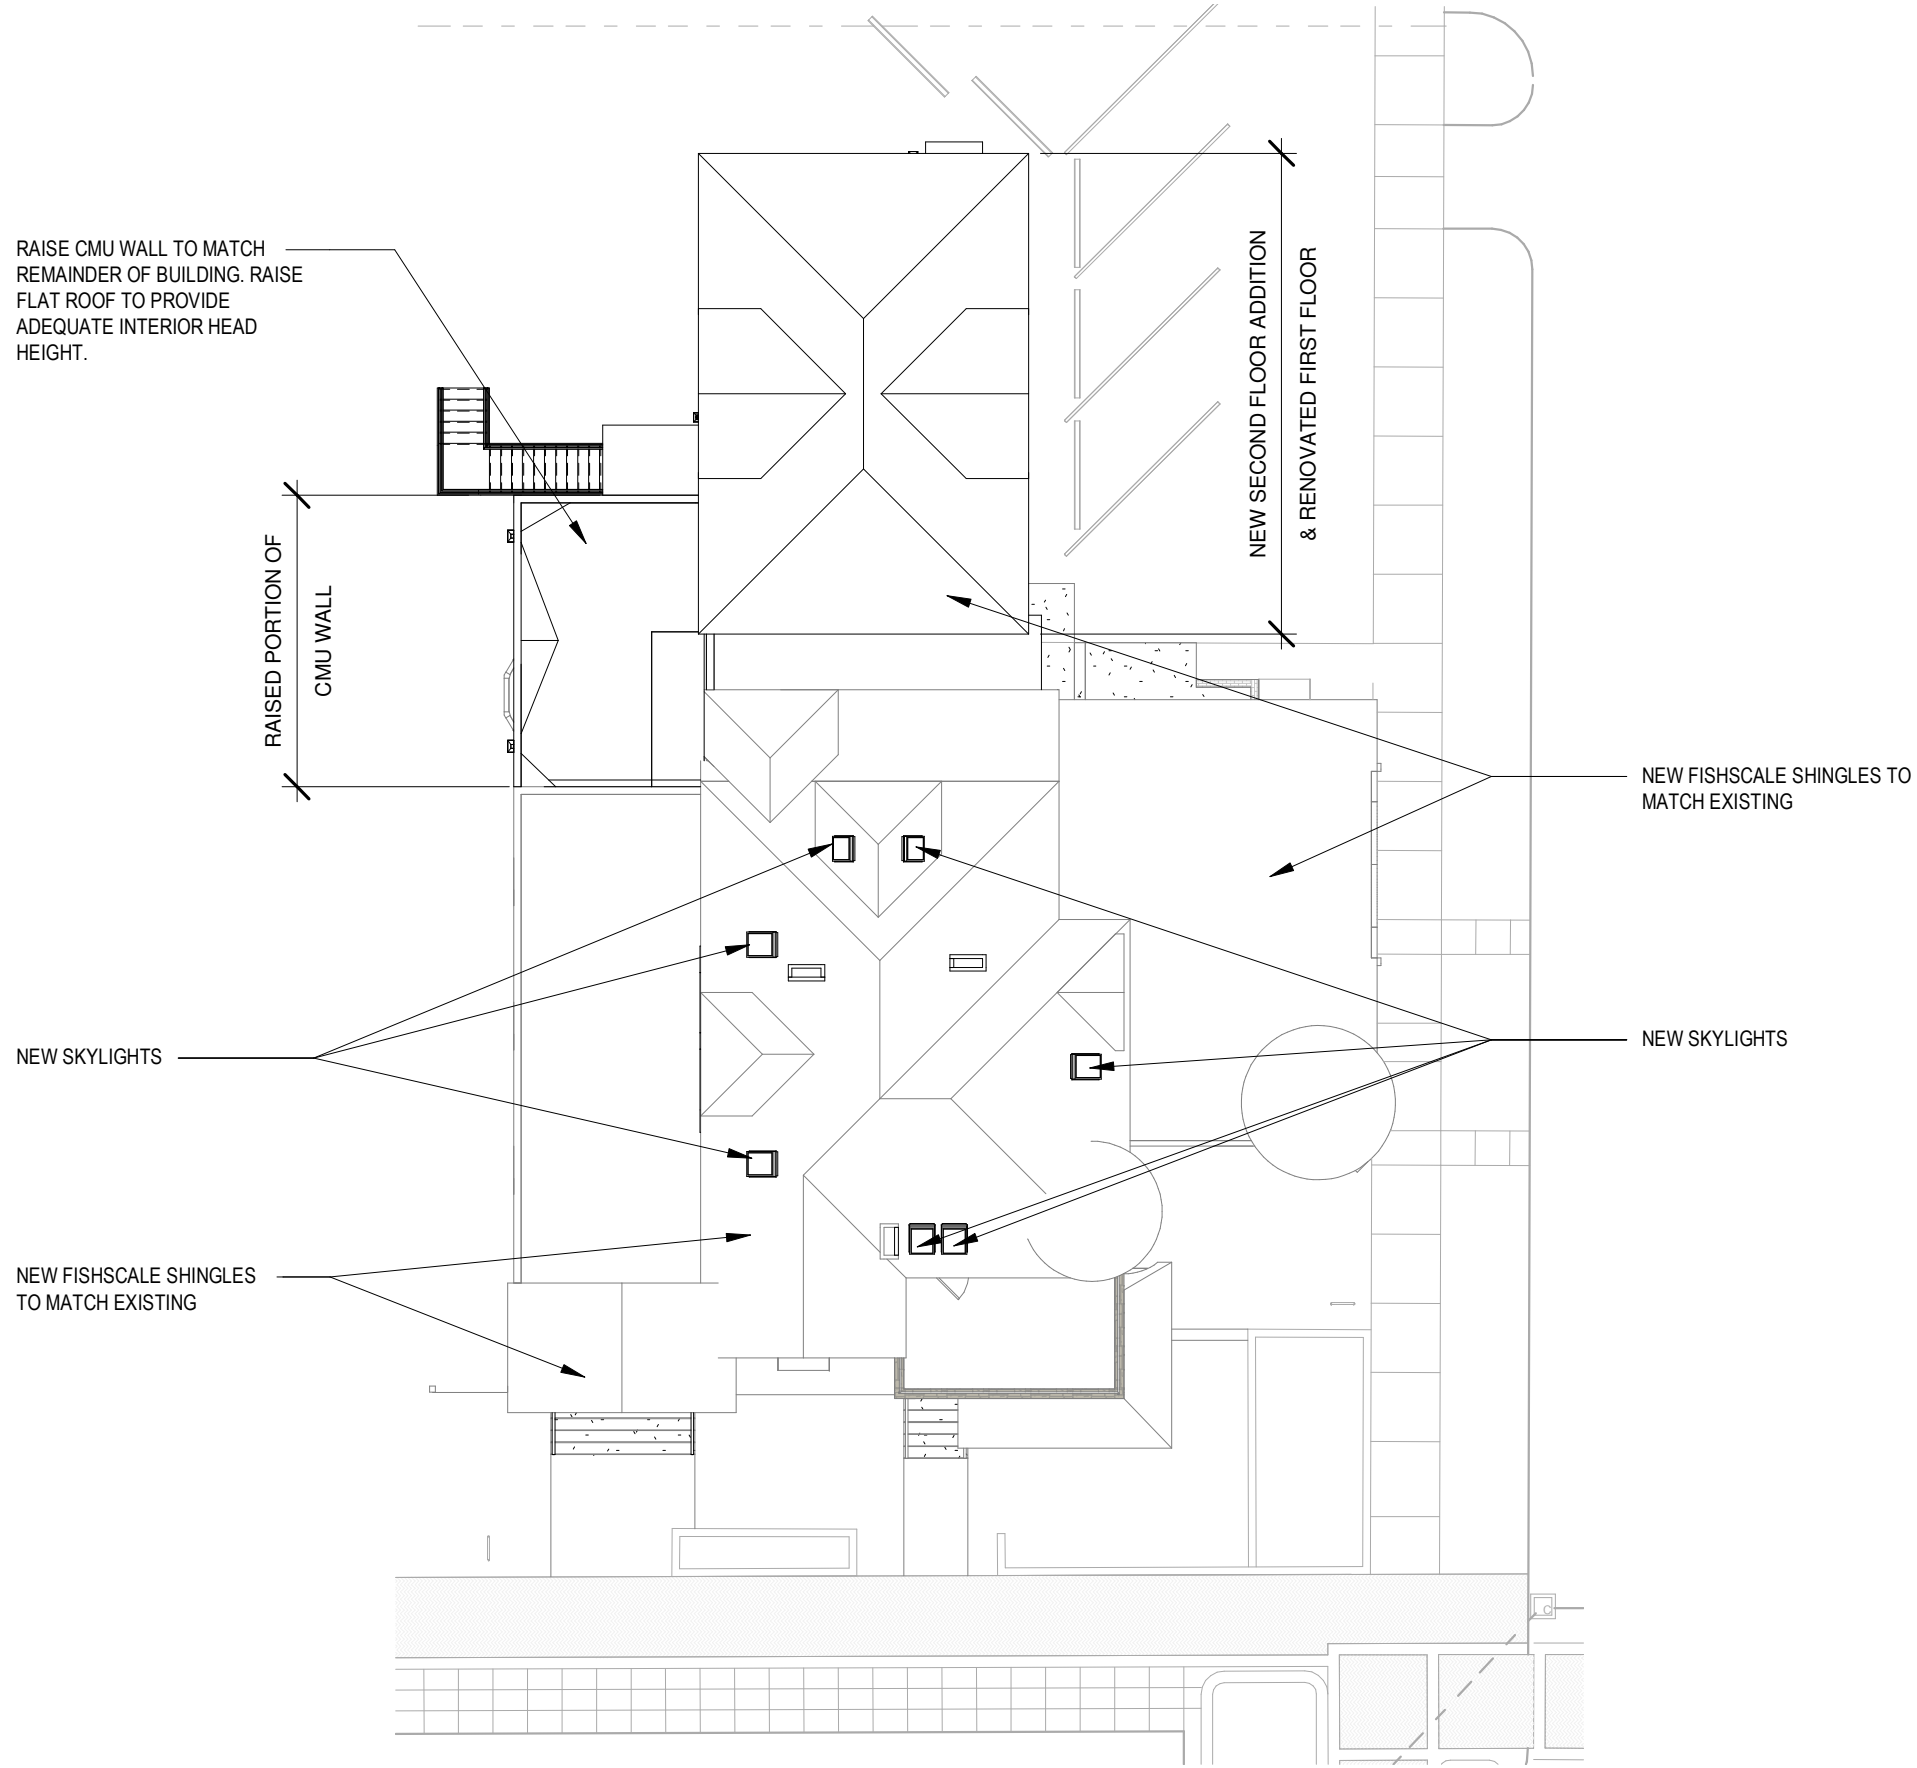 RAISE CMU WALL TO MATCH
REMAINDER OF BUILDING. RAISE
FLAT ROOF TO PROVIDE
ADEQUATE INTERIOR HEAD
HEIGHT.
NEW SECOND FLOOR ADDITION
& RENOVATED FIRST FLOOR
RAISED PORTION OF
CMU WALL
NEW FISHSCALE SHINGLES TO
MATCH EXISTING
NEW SKYLIGHTS
NEW SKYLIGHTS
NEW FISHSCALE SHINGLES
TO MATCH EXISTING